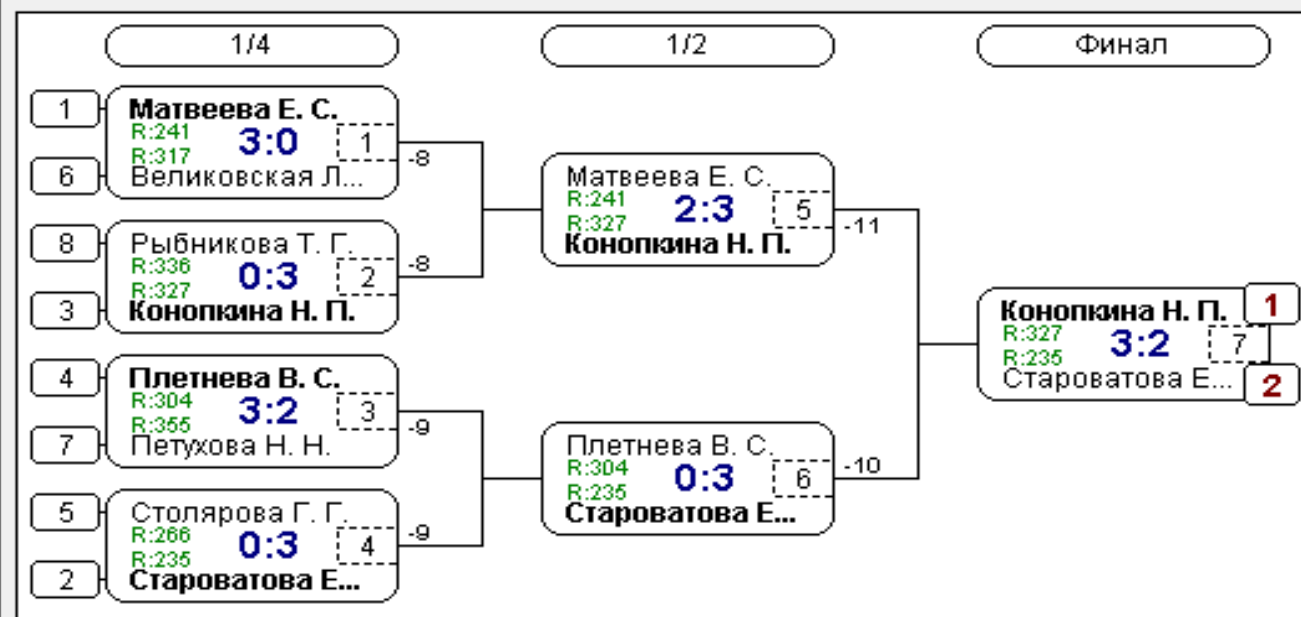 1/4
1/2
Финал
1
Матвеева Е. С.
R:241
3:0
1
R:317
6
Великовская Л...
-8
8
Рыбникова Т. Г.
R:336
0:3
2
R:327
3
Конопкина Н. П.
-8
4
Плетнева В. С.
R:304
3:2
3
R:355
7
Петухова Н. Н.
-9
5
Столярова Г. Г.
R:266
0:3
4
R:235
2
Староватова Е...
-9
Матвеева Е. С.
R:241
2:3
5
R:327
Конопкина Н. П.
-11
Плетнева В. С.
R:304
0:3
6
R:235
Староватова Е...
-10
Конопкина Н. П.
1
R:327
3:2
7
R:235
Староватова Е...
2